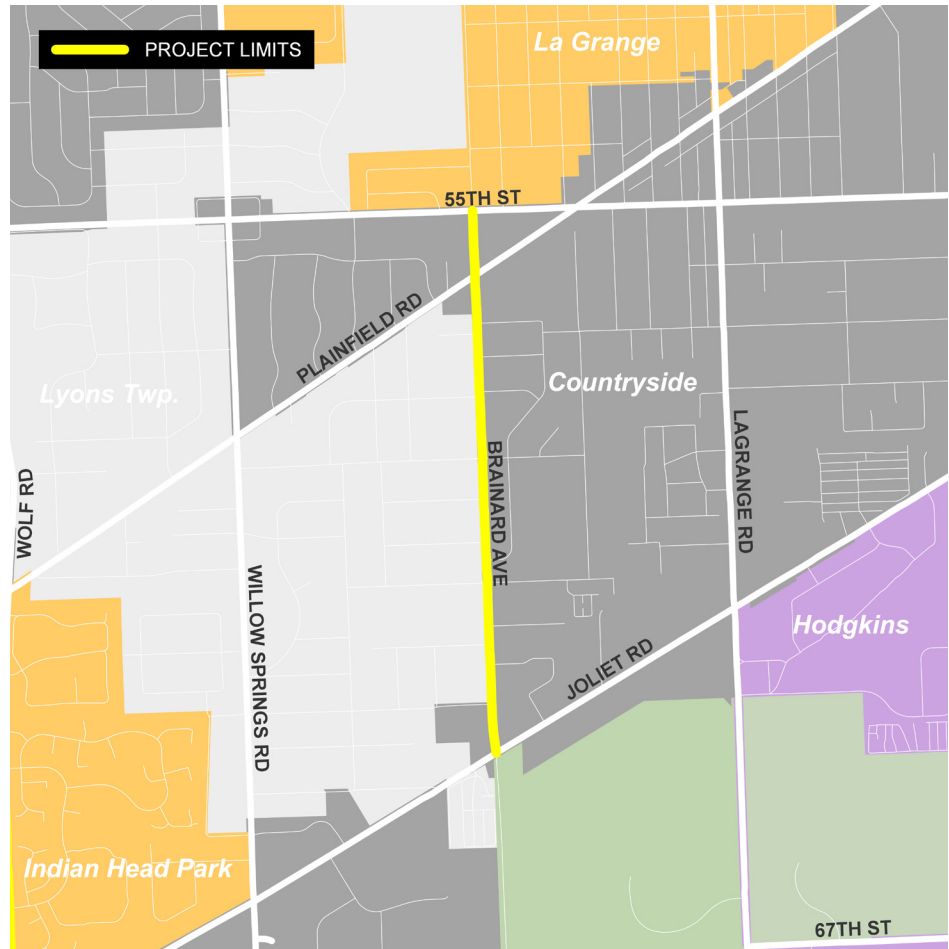 PROJECT LIMITS
La Grange
55TH ST
PLAINFIELD RD
Lyons Twp.
Countryside
WOLF RD
BRAINARD AVE
LAGRANGE RD
WILLOW SPRINGS RD
JOLIET RD
Hodgkins
Indian Head Park
67TH ST